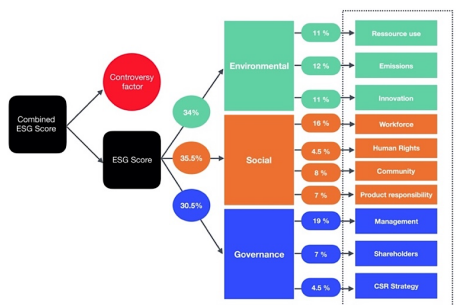 Combined
ESG Score
Controversy
factor
ESG Score
34%
35.5%
30.5%
Environmental
11 %
Ressource use
12 %
Emissions
11 %
Innovation
Social
16 %
Workforce
4.5 %
Human Rights
8 %
Community
7 %
Product responsibility
Governance
19 %
Management
7 %
Shareholders
4.5 %
CSR Strategy